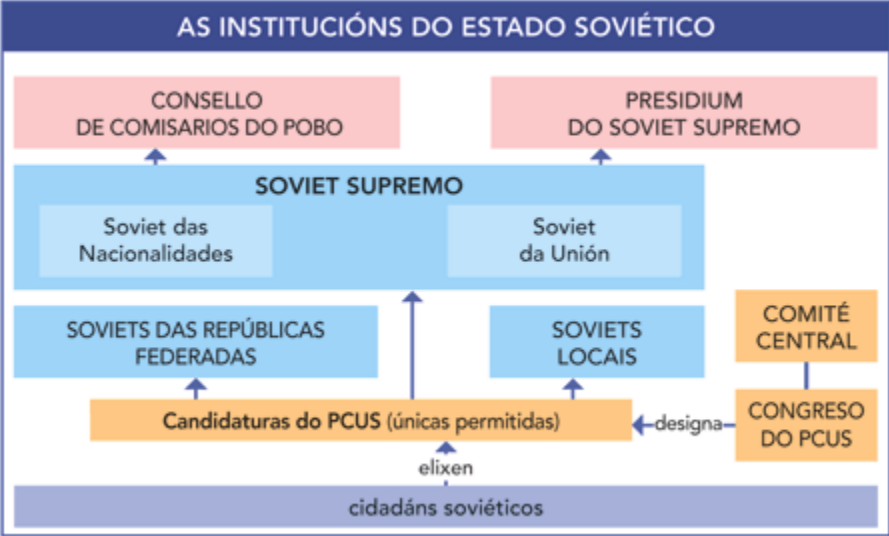 AS INSTITUCIÓNS DO ESTADO SOVIÉTICO
CONSELLO
DE COMISARIOS DO POBO
PRESIDIUM
DO SOVIET SUPREMO
SOVIET SUPREMO
Soviet das
Nacionalidades
Soviet
da Unión
SOVIETS DAS REPÚBLICAS
FEDERADAS
SOVIETS
LOCAIS
COMITÉ
CENTRAL
Candidaturas do PCUS (únicas permitidas)
designa
CONGRESO
DO PCUS
elixen
cidadáns soviéticos